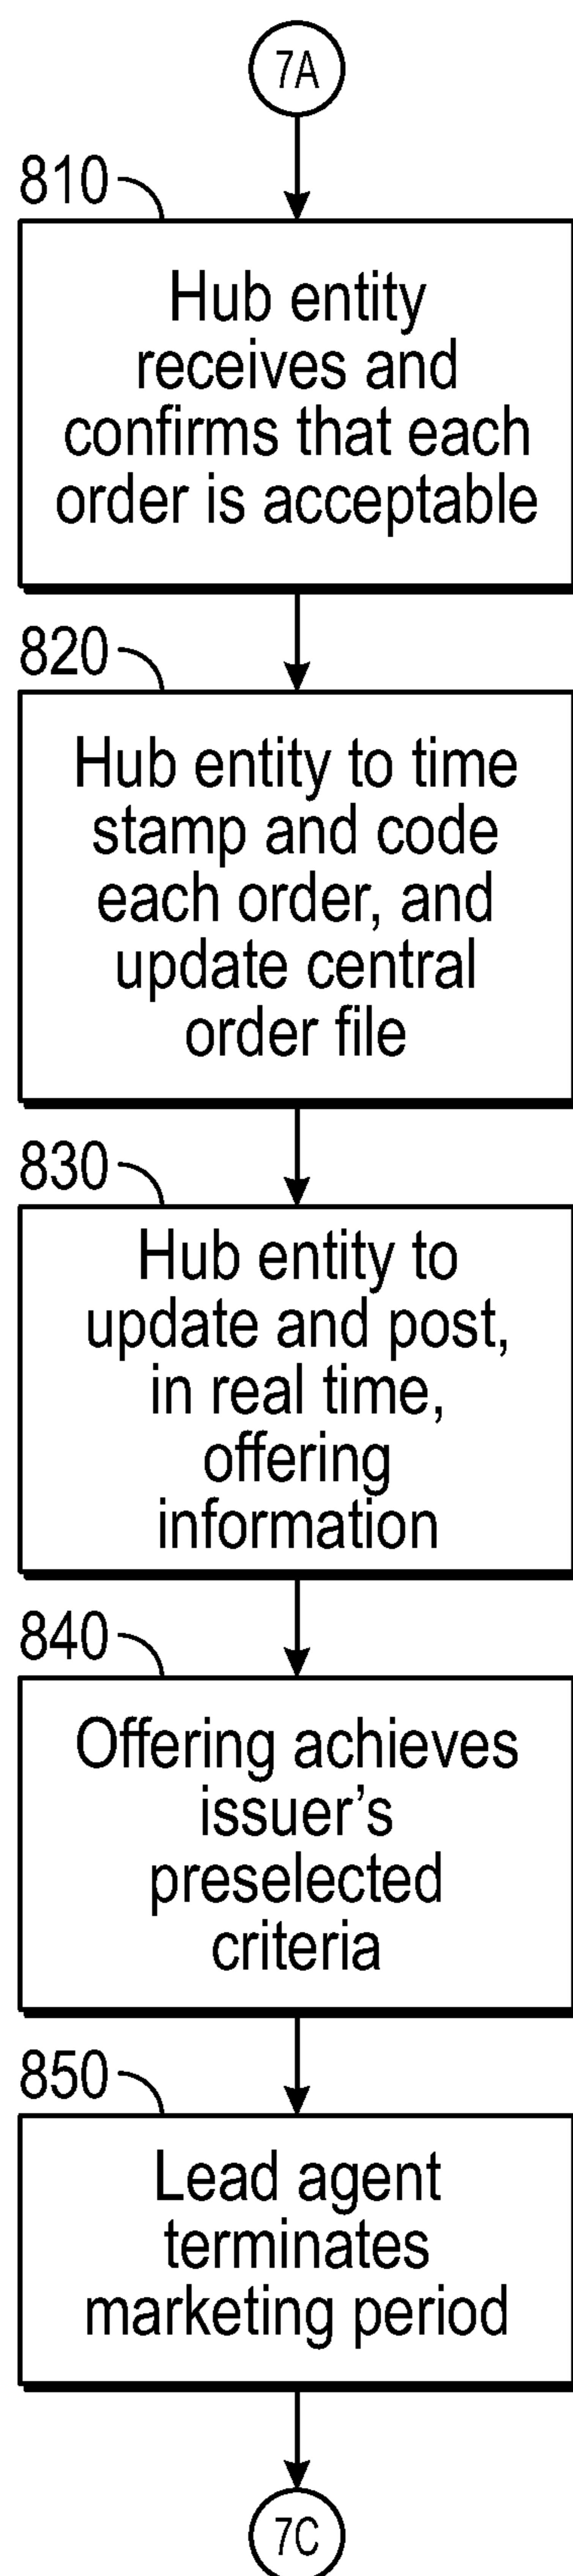 7A
810
Hub entity
receives and
confirms that each
order is acceptable
820
Hub entity to time
stamp and code
each order, and
update central
order file
830
Hub entity to
update and post,
in real time,
offering
information
840
Offering achieves
issuer’s
preselected
criteria
850
Lead agent
terminates
marketing period
7C